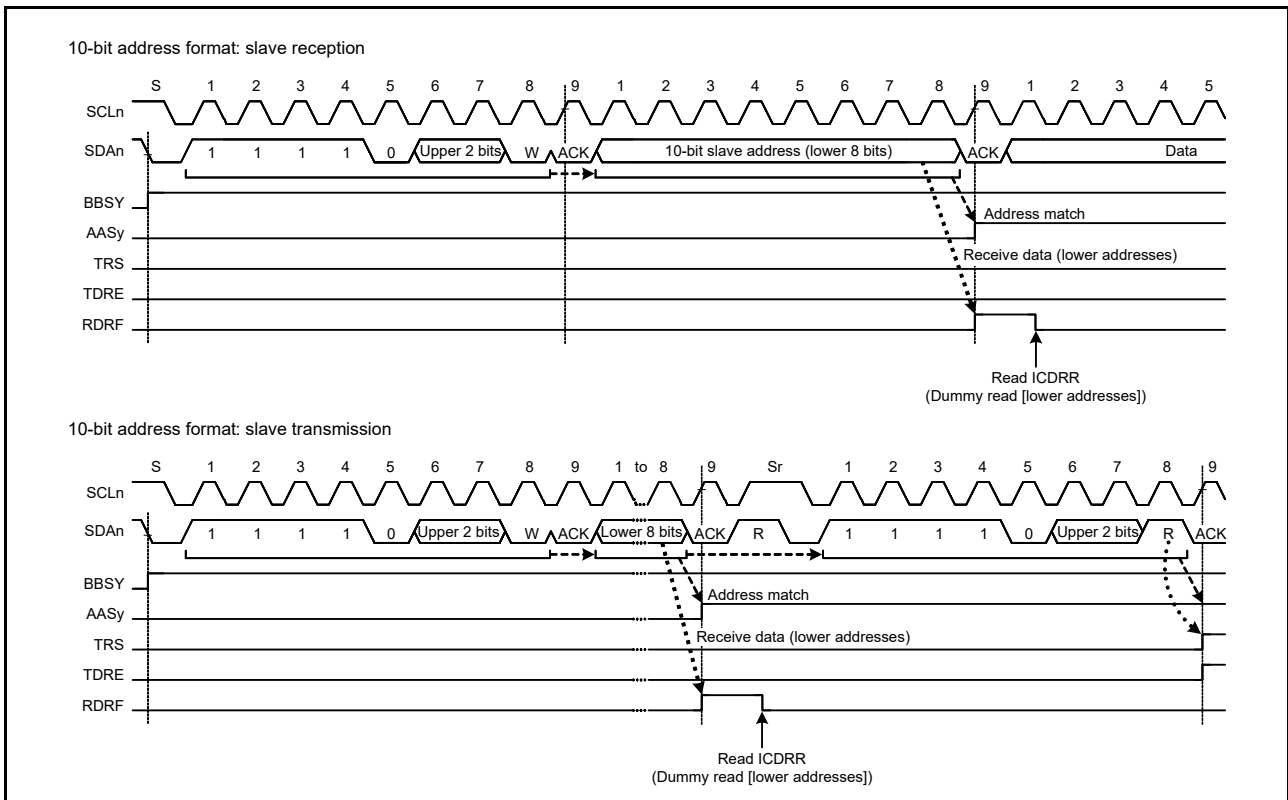 10-bit address format: slave reception
S 1 2 3 4 5 6 7 8 9 1 2 3 4 5 6 7 8 9 1 2 3 4 5
SCLn
SDAn 1 1 1 1 0 Upper 2 bits W ACK 10-bit slave address (lower 8 bits) ACK Data
BBSY
Address match
AASy
Receive data (lower addresses)
TRS
TDRE
RDRF
Read ICDRR
(Dummy read [lower addresses])
10-bit address format: slave transmission
S 1 2 3 4 5 6 7 8 9 1 to 8 9 Sr 1 2 3 4 5 6 7 8 9
SCLn
SDAn 1 1 1 1 0 Upper 2 bits W ACK Lower 8 bits ACK R 1 1 1 1 0 Upper 2 bits R ACK
BBSY
Address match
AASy
Receive data (lower addresses)
TRS
TDRE
RDRF
Read ICDRR
(Dummy read [lower addresses])